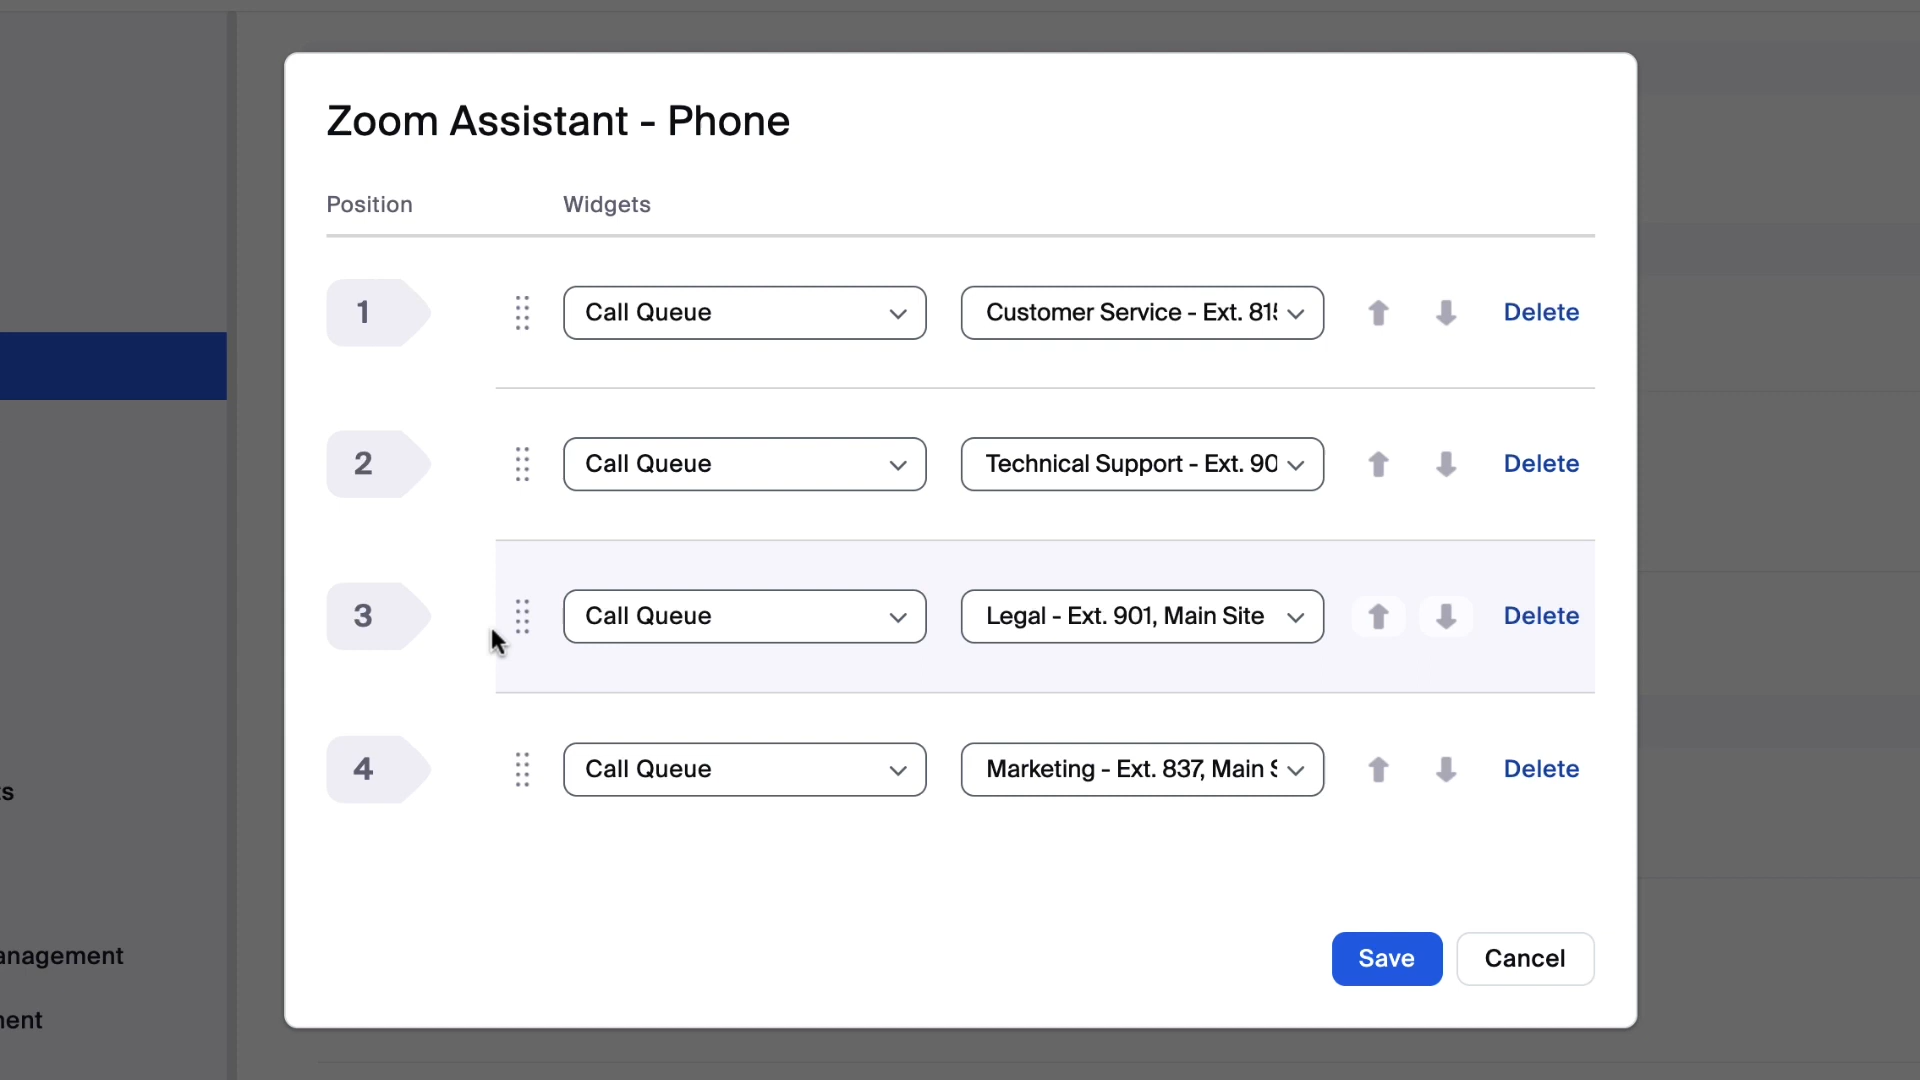 Zoom Assistant - Phone
Position Widgets
1 Call Queue Customer Service - Ext. 815 Delete
2 Call Queue Technical Support - Ext. 90 Delete
3 Call Queue Legal - Ext. 901, Main Site Delete
4 Call Queue Marketing - Ext. 837, Main S Delete
ts
anagement
Save Cancel
ent